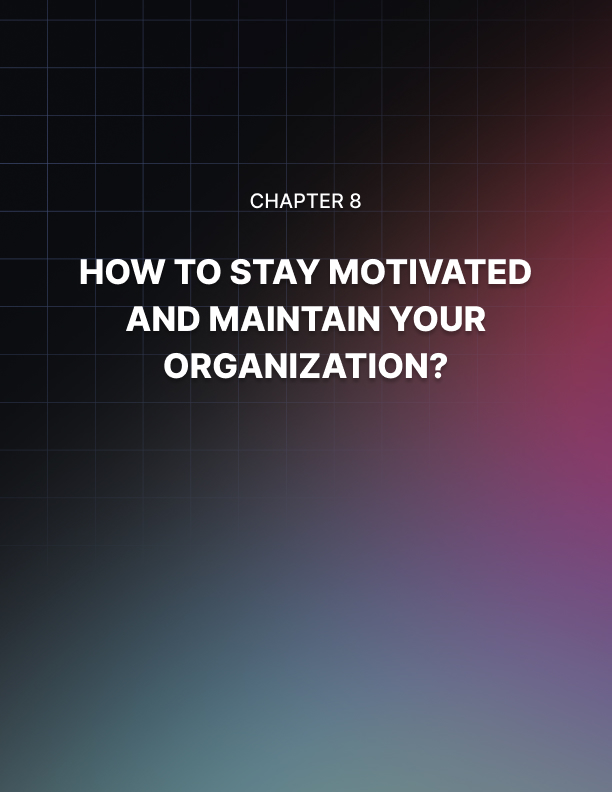 CHAPTER 8
HOW TO STAY MOTIVATED
AND MAINTAIN YOUR
ORGANIZATION?